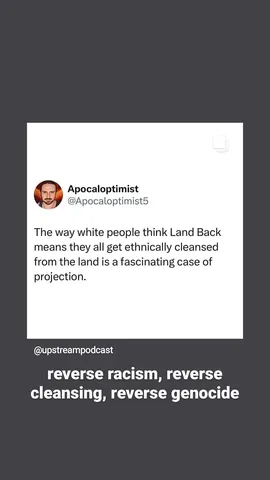 Apocaloptimist
@Apocaloptimist5
The way white people think Land Back
means they all get ethnically cleansed
from the land is a fascinating case of
projection.
@upstreampodcast
reverse racism, reverse
cleansing, reverse genocide